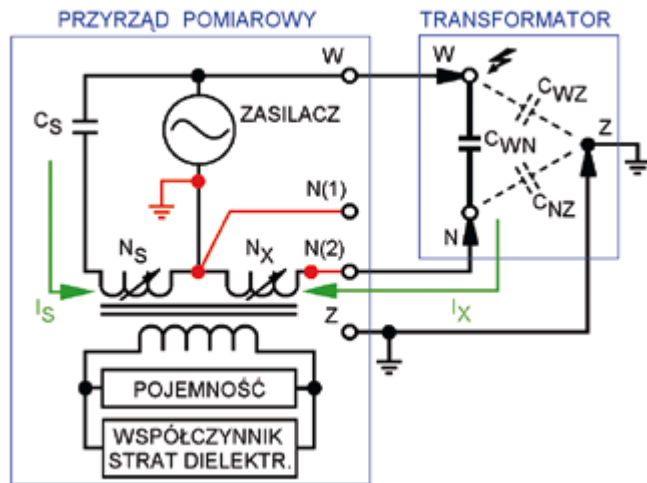 PRZYRZĄD POMIAROWY
TRANSFORMATOR
W
W
ZASILACZ
CS
CWZ
Z
CWN
CNZ
N(1)
NS
NX
N(2)
N
IS
Z
IX
POJEMNOŚĆ
WSPÓŁCZYNNIK
STRAT DIELEKTR.